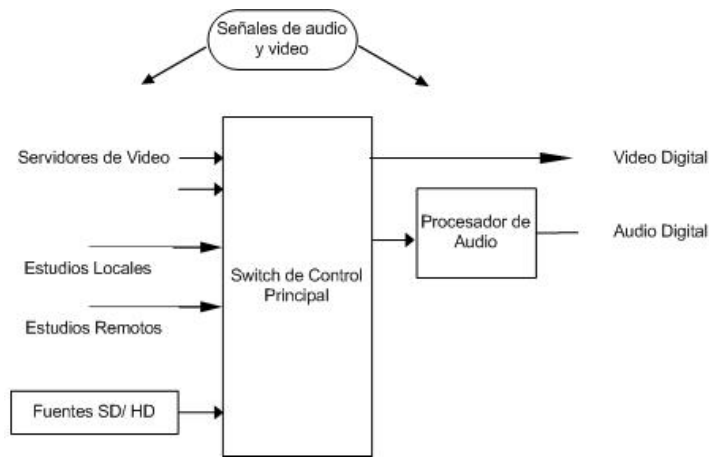 Señales de audio
y video
Servidores de Video
Video Digital
Procesador de
Audio
Audio Digital
Estudios Locales
Switch de Control
Principal
Estudios Remotos
Fuentes SD/ HD